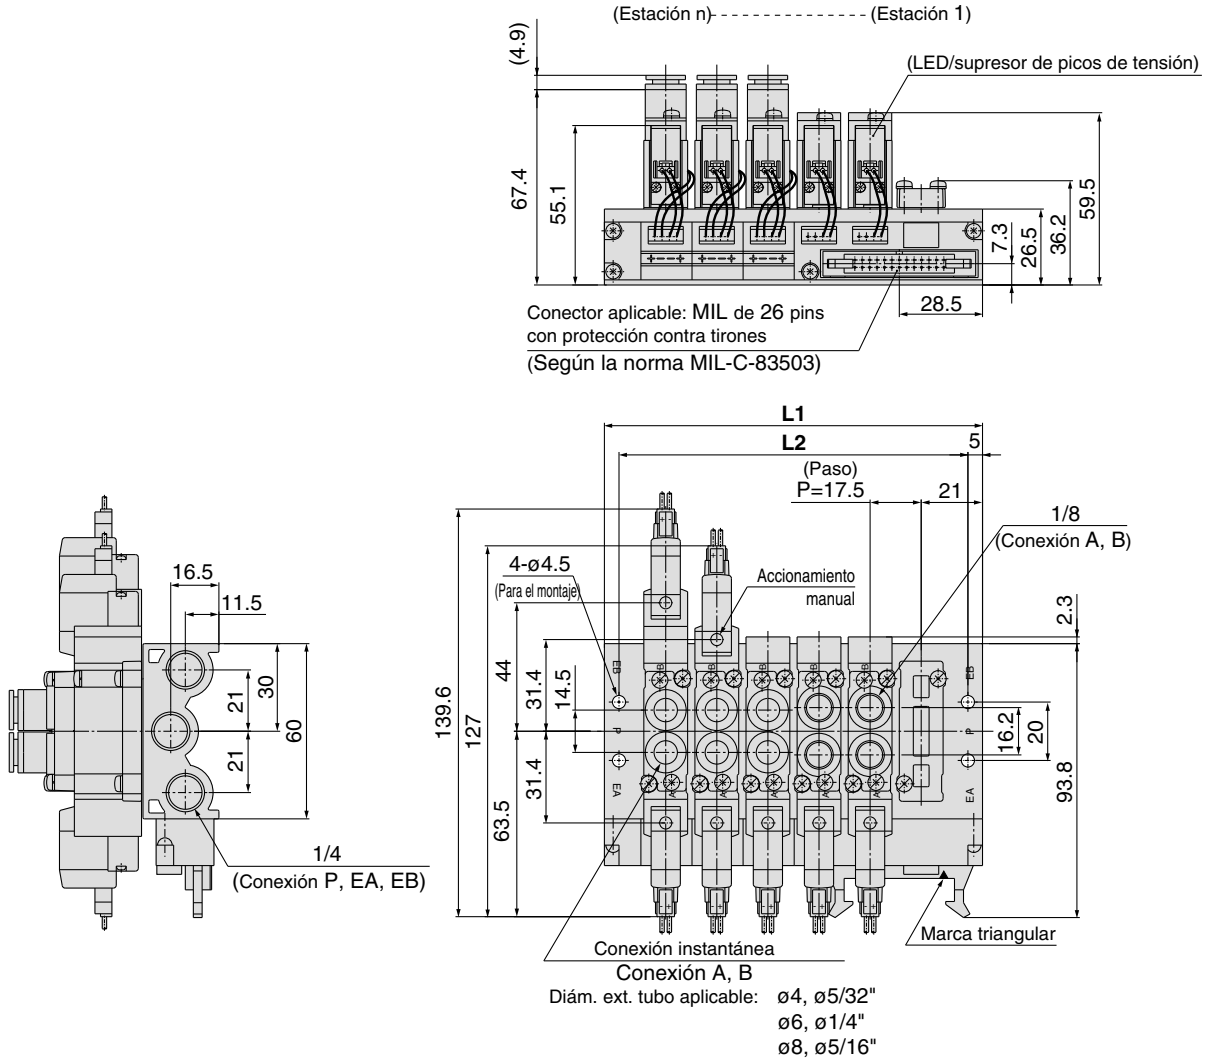 (Estación n)
(Estación 1)
(4.9)
(LED/supresor de picos de tensión)
67.4
55.1
7.3
26.5
36.2
59.5
28.5
Conector aplicable: MIL de 26 pins
con protección contra tirones
(Según la norma MIL-C-83503)
L1
L2
5
(Paso)
P=17.5
21
1/8
(Conexión A, B)
4-ø4.5
(Para el montaje)
Accionamiento
manual
2.3
16.5
11.5
21
30
60
21
1/4
(Conexión P, EA, EB)
139.6
127
44
31.4
14.5
63.5
31.4
EB
P
EA
B
B
B
B
B
A
A
A
A
A
EB
P
EA
16.2
20
93.8
Marca triangular
Conexión instantánea
Conexión A, B
Diám. ext. tubo aplicable: ø4, ø5/32"
ø6, ø1/4"
ø8, ø5/16"